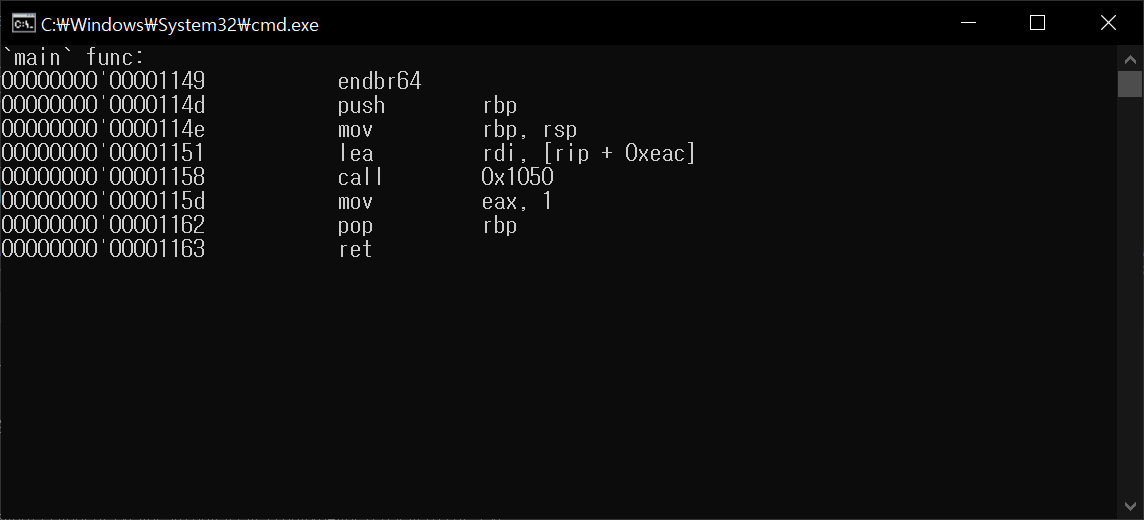 C:₩Windows₩System32₩cmd.exe
`main` func:
00000000'00001149 endbr64
00000000'0000114d push rbp
00000000'0000114e mov rbp, rsp
00000000'00001151 lea rdi, [rip + 0xeac]
00000000'00001158 call 0x1050
00000000'0000115d mov eax, 1
00000000'00001162 pop rbp
00000000'00001163 ret